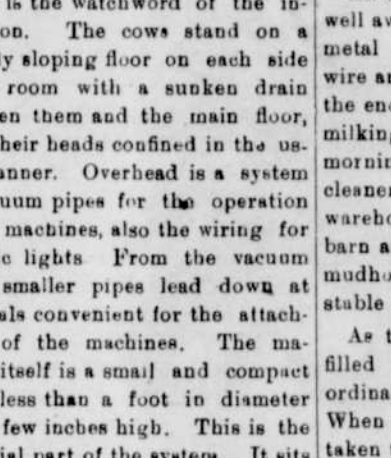 is the watchword of the in-
on. The cows stand on a
y sloping floor on each side
room with a sunken drain
en them and the main floor,
heir heads confined in the us-
anner. Overhead is a system
uum pipes for the operation
machines, also the wiring for
c lights From the vacuum
smaller pipes lead down at
als convenient for the attach-
of the machines. The ma-
itself is a small and compact
less than a foot in diameter
few inches high. This is the
ial part of the system. It sits
well av
metal
wire an
the end
milkin
mornin
cleaner
wareho
barn a
mudho
stable
As t
filled
ordina
When
taken